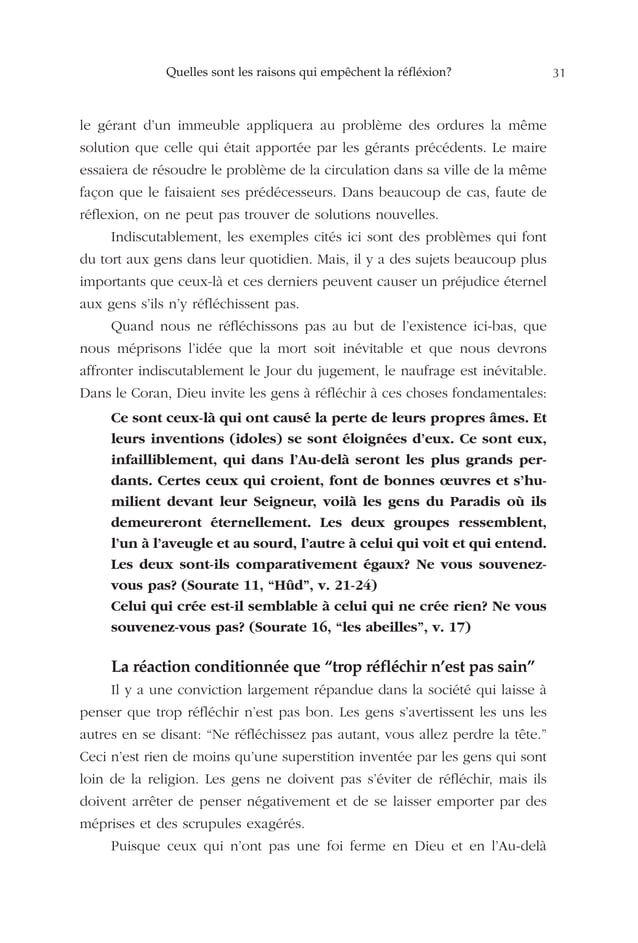 Quelles sont les raisons qui empêchent la réfléxion? 31
le gérant d’un immeuble appliquera au problème des ordures la même
solution que celle qui était apportée par les gérants précédents. Le maire
essaiera de résoudre le problème de la circulation dans sa ville de la même
façon que le faisaient ses prédécesseurs. Dans beaucoup de cas, faute de
réflexion, on ne peut pas trouver de solutions nouvelles.
Indiscutablement, les exemples cités ici sont des problèmes qui font
du tort aux gens dans leur quotidien. Mais, il y a des sujets beaucoup plus
importants que ceux-là et ces derniers peuvent causer un préjudice éternel
aux gens s’ils n’y réfléchissent pas.
Quand nous ne réfléchissons pas au but de l’existence ici-bas, que
nous méprisons l’idée que la mort soit inévitable et que nous devrons
affronter indiscutablement le Jour du jugement, le naufrage est inévitable.
Dans le Coran, Dieu invite les gens à réfléchir à ces choses fondamentales:
Ce sont ceux-là qui ont causé la perte de leurs propres âmes. Et
leurs inventions (idoles) se sont éloignées d’eux. Ce sont eux,
infailliblement, qui dans l’Au-delà seront les plus grands per-
dants. Certes ceux qui croient, font de bonnes œuvres et s’hu-
milient devant leur Seigneur, voilà les gens du Paradis où ils
demeureront éternellement. Les deux groupes ressemblent,
l’un à l’aveugle et au sourd, l’autre à celui qui voit et qui entend.
Les deux sont-ils comparativement égaux? Ne vous souvenez-
vous pas? (Sourate 11, “Hûd”, v. 21-24)
Celui qui crée est-il semblable à celui qui ne crée rien? Ne vous
souvenez-vous pas? (Sourate 16, “les abeilles”, v. 17)
La réaction conditionnée que “trop réfléchir n’est pas sain”
Il y a une conviction largement répandue dans la société qui laisse à
penser que trop réfléchir n’est pas bon. Les gens s’avertissent les uns les
autres en se disant: “Ne réfléchissez pas autant, vous allez perdre la tête.”
Ceci n’est rien de moins qu’une superstition inventée par les gens qui sont
loin de la religion. Les gens ne doivent pas s’éviter de réfléchir, mais ils
doivent arrêter de penser négativement et de se laisser emporter par des
méprises et des scrupules exagérés.
Puisque ceux qui n’ont pas une foi ferme en Dieu et en l’Au-delà